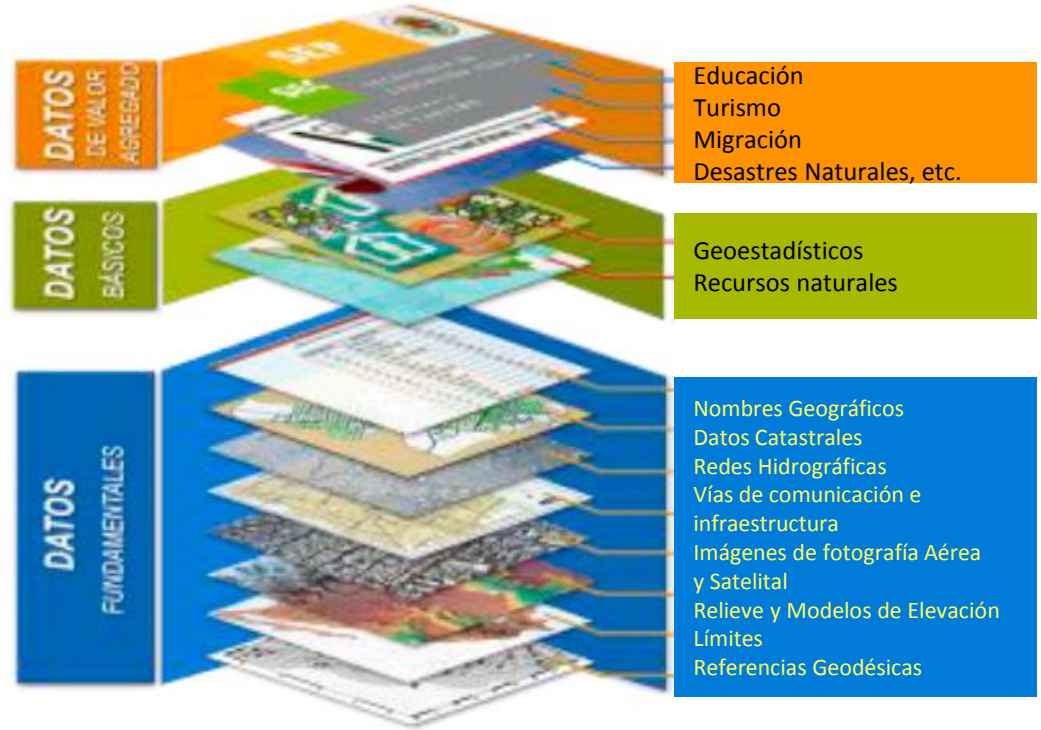 DATOS
DE VALOR
AGREGADO
SEP
Educación
Turismo
Migración
Desastres Naturales, etc.
DATOS
BÁSICOS
Geoestadísticos
Recursos naturales
DATOS
FUNDAMENTALES
Nombres Geográficos
Datos Catastrales
Redes Hidrográficas
Vías de comunicación e
infraestructura
Imágenes de fotografía Aérea
y Satelital
Relieve y Modelos de Elevación
Límites
Referencias Geodésicas